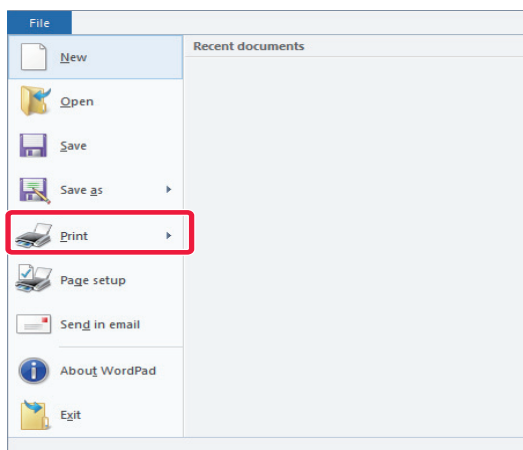 File
Recent documents
New
Open
Save
Save as
Print
Page setup
Send in email
About WordPad
Exit